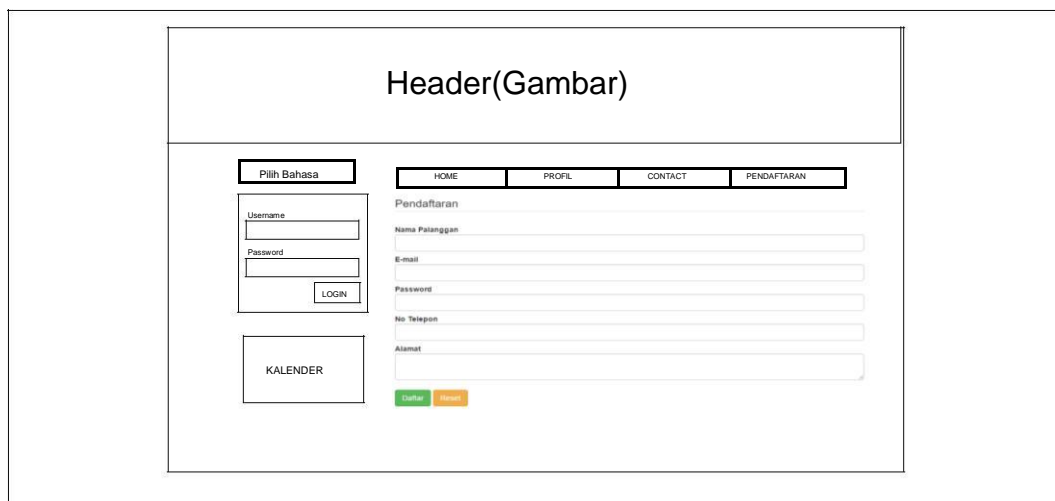 Header(Gambar)
Pilih Bahasa
HOME PROFIL CONTACT PENDAFTARAN
Username
Password
LOGIN
KALENDER
Pendaftaran
Nama Palanggan
E-mail
Password
No Telepon
Alamat
Daftar Reset